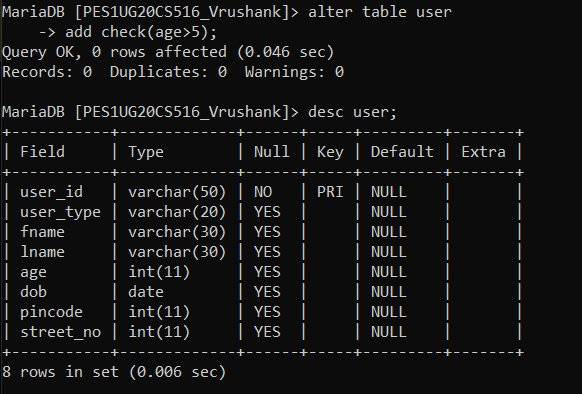 MariaDB [PES1UG20CS516_Vrushank]> alter table user
    -> add check(age>5);
Query OK, 0 rows affected (0.046 sec)
Records: 0  Duplicates: 0  Warnings: 0

MariaDB [PES1UG20CS516_Vrushank]> desc user;
+-----------+-------------+------+-----+---------+-------+
| Field     | Type        | Null | Key | Default | Extra |
+-----------+-------------+------+-----+---------+-------+
| user_id   | varchar(50) | NO   | PRI | NULL    |       |
| user_type | varchar(20) | YES  |     | NULL    |       |
| fname     | varchar(30) | YES  |     | NULL    |       |
| lname     | varchar(30) | YES  |     | NULL    |       |
| age       | int(11)     | YES  |     | NULL    |       |
| dob       | date        | YES  |     | NULL    |       |
| pincode   | int(11)     | YES  |     | NULL    |       |
| street_no | int(11)     | YES  |     | NULL    |       |
+-----------+-------------+------+-----+---------+-------+
8 rows in set (0.006 sec)